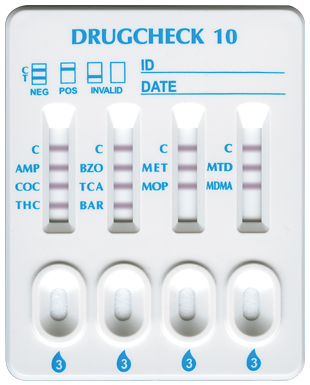 DRUGCHECK 10
C
T
NEG POS INVALID
ID
DATE
C C C C
AMP BZO MET MTD
COC TCA MOP MDMA
THC BAR
3 3 3 3